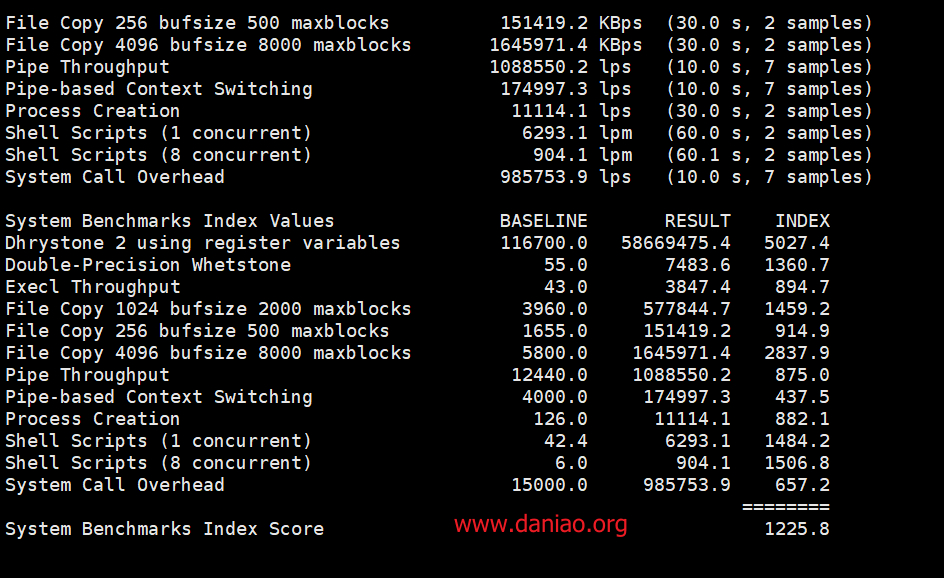 File Copy 256 bufsize 500 maxblocks 151419.2 KBps (30.0 s, 2 samples)
File Copy 4096 bufsize 8000 maxblocks 1645971.4 KBps (30.0 s, 2 samples)
Pipe Throughput 1088550.2 lps (10.0 s, 7 samples)
Pipe-based Context Switching 174997.3 lps (10.0 s, 7 samples)
Process Creation 11114.1 lps (30.0 s, 2 samples)
Shell Scripts (1 concurrent) 6293.1 lpm (60.0 s, 2 samples)
Shell Scripts (8 concurrent) 904.1 lpm (60.1 s, 2 samples)
System Call Overhead 985753.9 lps (10.0 s, 7 samples)
System Benchmarks Index Values BASELINE RESULT INDEX
Dhrystone 2 using register variables 116700.0 58669475.4 5027.4
Double-Precision Whetstone 55.0 7483.6 1360.7
Execl Throughput 43.0 3847.4 894.7
File Copy 1024 bufsize 2000 maxblocks 3960.0 577844.7 1459.2
File Copy 256 bufsize 500 maxblocks 1655.0 151419.2 914.9
File Copy 4096 bufsize 8000 maxblocks 5800.0 1645971.4 2837.9
Pipe Throughput 12440.0 1088550.2 875.0
Pipe-based Context Switching 4000.0 174997.3 437.5
Process Creation 126.0 11114.1 882.1
Shell Scripts (1 concurrent) 42.4 6293.1 1484.2
Shell Scripts (8 concurrent) 6.0 904.1 1506.8
System Call Overhead 15000.0 985753.9 657.2
========
System Benchmarks Index Score 1225.8
www.daniao.org